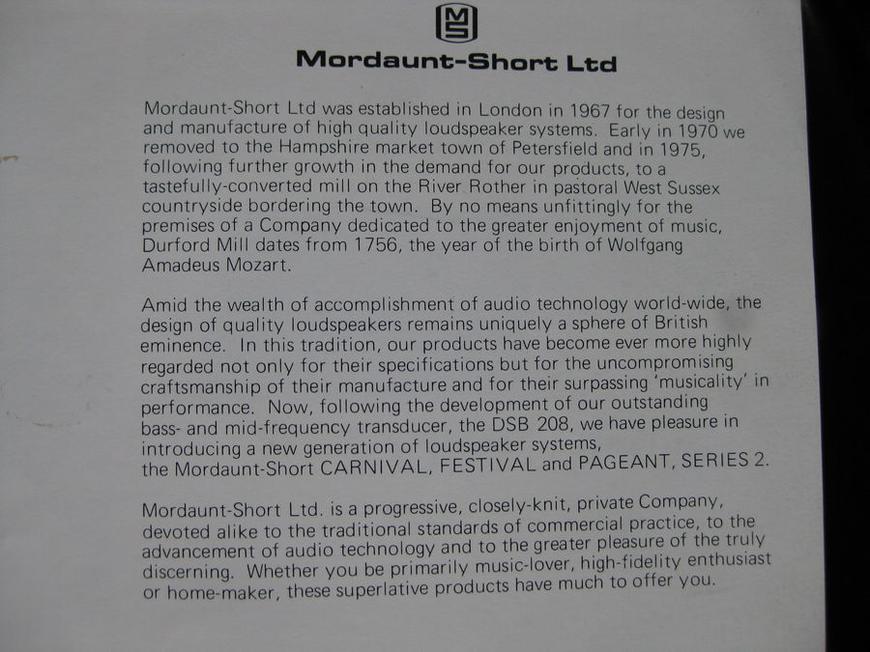 MS
Mordaunt-Short Ltd
Mordaunt-Short Ltd was established in London in 1967 for the design
and manufacture of high quality loudspeaker systems. Early in 1970 we
removed to the Hampshire market town of Petersfield and in 1975,
following further growth in the demand for our products, to a
tastefully-converted mill on the River Rother in pastoral West Sussex
countryside bordering the town. By no means unfittingly for the
premises of a Company dedicated to the greater enjoyment of music,
Durford Mill dates from 1756, the year of the birth of Wolfgang
Amadeus Mozart.
Amid the wealth of accomplishment of audio technology world-wide, the
design of quality loudspeakers remains uniquely a sphere of British
eminence. In this tradition, our products have become ever more highly
regarded not only for their specifications but for the uncompromising
craftsmanship of their manufacture and for their surpassing 'musicality' in
performance. Now, following the development of our outstanding
bass- and mid-frequency transducer, the DSB 208, we have pleasure in
introducing a new generation of loudspeaker systems,
the Mordaunt-Short CARNIVAL, FESTIVAL and PAGEANT, SERIES 2.
Mordaunt-Short Ltd. is a progressive, closely-knit, private Company,
devoted alike to the traditional standards of commercial practice, to the
advancement of audio technology and to the greater pleasure of the truly
discerning. Whether you be primarily music-lover, high-fidelity enthusiast
or home-maker, these superlative products have much to offer you.